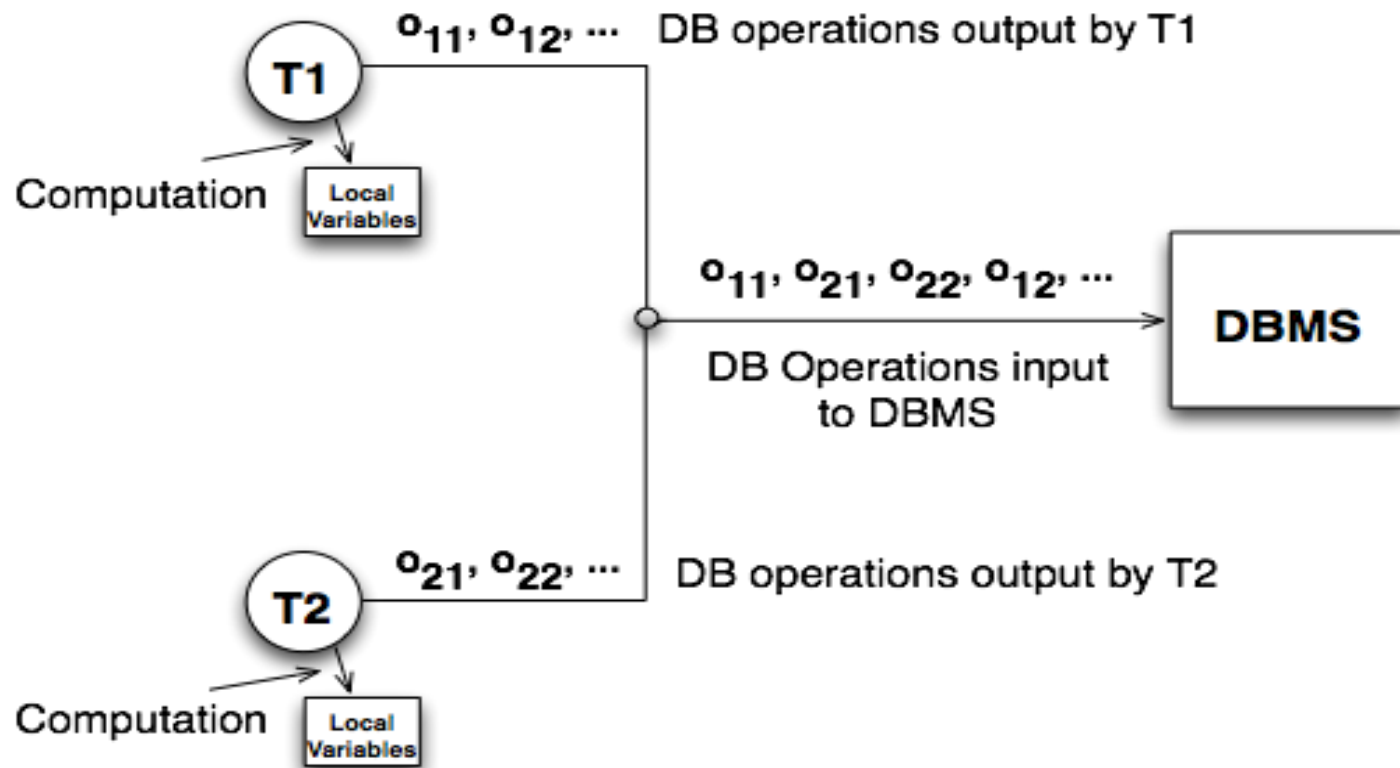 o11, o12, ... DB operations output by T1
T1
Computation
Local
Variables
o11, o21, o22, o12, ...
DBMS
DB Operations input
to DBMS
o21, o22, ... DB operations output by T2
T2
Computation
Local
Variables